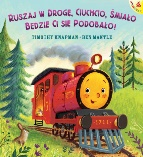 RUSZAJ W DROGĘ, CIUCHCIO, ŚMIAŁO
BĘDZIE CI SIĘ PODOBAŁO!
TIMOTHY KNAPMAN • BEN MANTLE